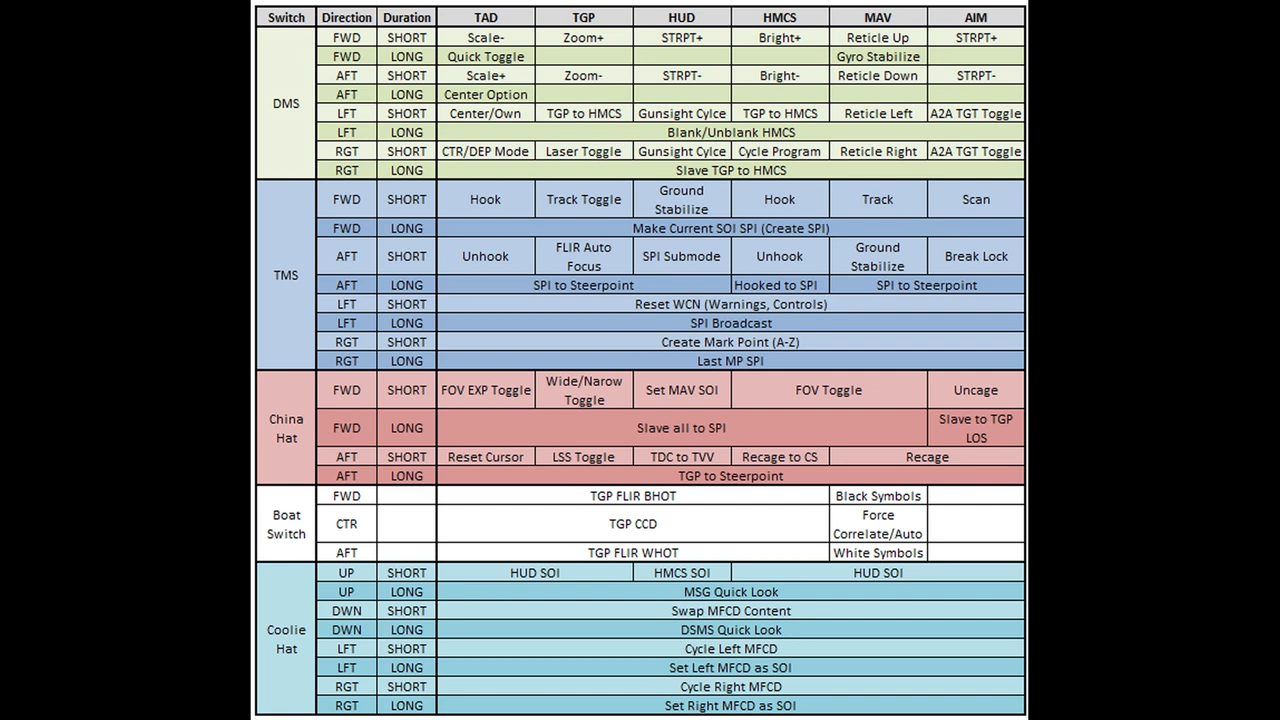 Switch Direction Duration TAD TGP HUD HMCS MAV AIM
DMS
FWD SHORT Scale- Zoom+ STRPT+ Bright+ Reticle Up STRPT+
FWD LONG Quick Toggle Gyro Stabilize
AFT SHORT Scale+ Zoom- STRPT- Bright- Reticle Down STRPT-
AFT LONG Center Option
LFT SHORT Center/Own TGP to HMCS Gunsight Cylce TGP to HMCS Reticle Left A2A TGT Toggle
LFT LONG Blank/Unblank HMCS
RGT SHORT CTR/DEP Mode Laser Toggle Gunsight Cylce Cycle Program Reticle Right A2A TGT Toggle
RGT LONG Slave TGP to HMCS
TMS
FWD SHORT Hook Track Toggle Ground Stabilize Hook Track Scan
FWD LONG Make Current SOI SPI (Create SPI)
AFT SHORT Unhook FLIR Auto Focus SPI Submode Unhook Ground Stabilize Break Lock
AFT LONG SPI to Steerpoint Hooked to SPI SPI to Steerpoint
LFT SHORT Reset WCN (Warnings, Controls)
LFT LONG SPI Broadcast
RGT SHORT Create Mark Point (A-Z)
RGT LONG Last MP SPI
China Hat
FWD SHORT FOV EXP Toggle Wide/Narow Toggle Set MAV SOI FOV Toggle Uncage
FWD LONG Slave all to SPI Slave to TGP LOS
AFT SHORT Reset Cursor LSS Toggle TDC to TVV Recage to CS Recage
AFT LONG TGP to Steerpoint
Boat Switch
FWD TGP FLIR BHOT Black Symbols
CTR TGP CCD Force Correlate/Auto
AFT TGP FLIR WHOT White Symbols
Coolie Hat
UP SHORT HUD SOI HMCS SOI HUD SOI
UP LONG MSG Quick Look
DWN SHORT Swap MFCD Content
DWN LONG DSMS Quick Look
LFT SHORT Cycle Left MFCD
LFT LONG Set Left MFCD as SOI
RGT SHORT Cycle Right MFCD
RGT LONG Set Right MFCD as SOI